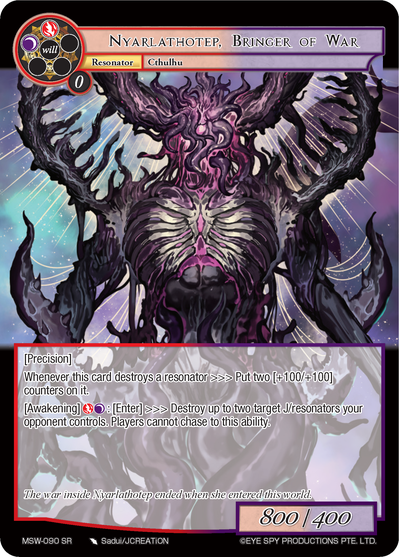 Nyarlathotep, Bringer of War
will
Resonator Cthulhu
0
[Precision]
Whenever this card destroys a resonator >>> Put two [+100/+100]
counters on it.
[Awakening] : [Enter] >>> Destroy up to two target J/resonators your
opponent controls. Players cannot chase to this ability.
The war inside Nyarlathotep ended when she entered this world.
800/400
MSW-090 SR Sadui/JCREATION ©EYE SPY PRODUCTIONS PTE. LTD.